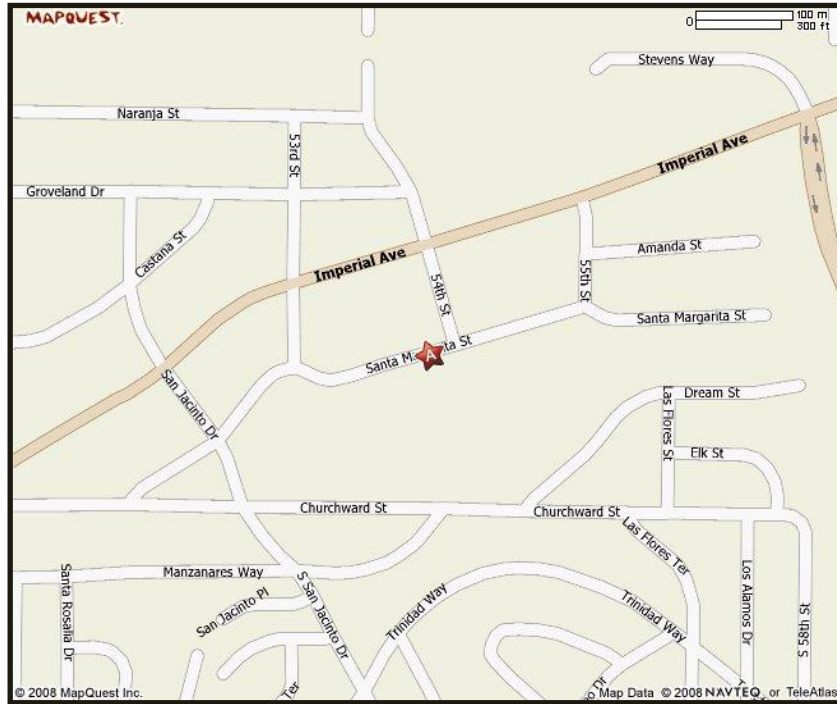 MAPQUEST.
0
100 m
300 ft
Stevens Way
Naranja St
53rd St
Imperial Ave
Groveland Dr
Castana St
Amanda St
Imperial Ave
54th St
55th St
Santa Margarita St
Santa M
ita St
A
San Jacinto Dr
Las Flores St
Dream St
Elk St
Churchward St
Churchward St
Las Flores Ter
Manzanares Way
Los Alamos Dr
S 58th St
Santa Rosalia Dr
San Jacinto Pl
S San Jacinto Dr
Trinidad Way
Trinidad Way
Ter
Dr
© 2008 MapQuest Inc.
Map Data © 2008 NAVTEQ or TeleAtlas